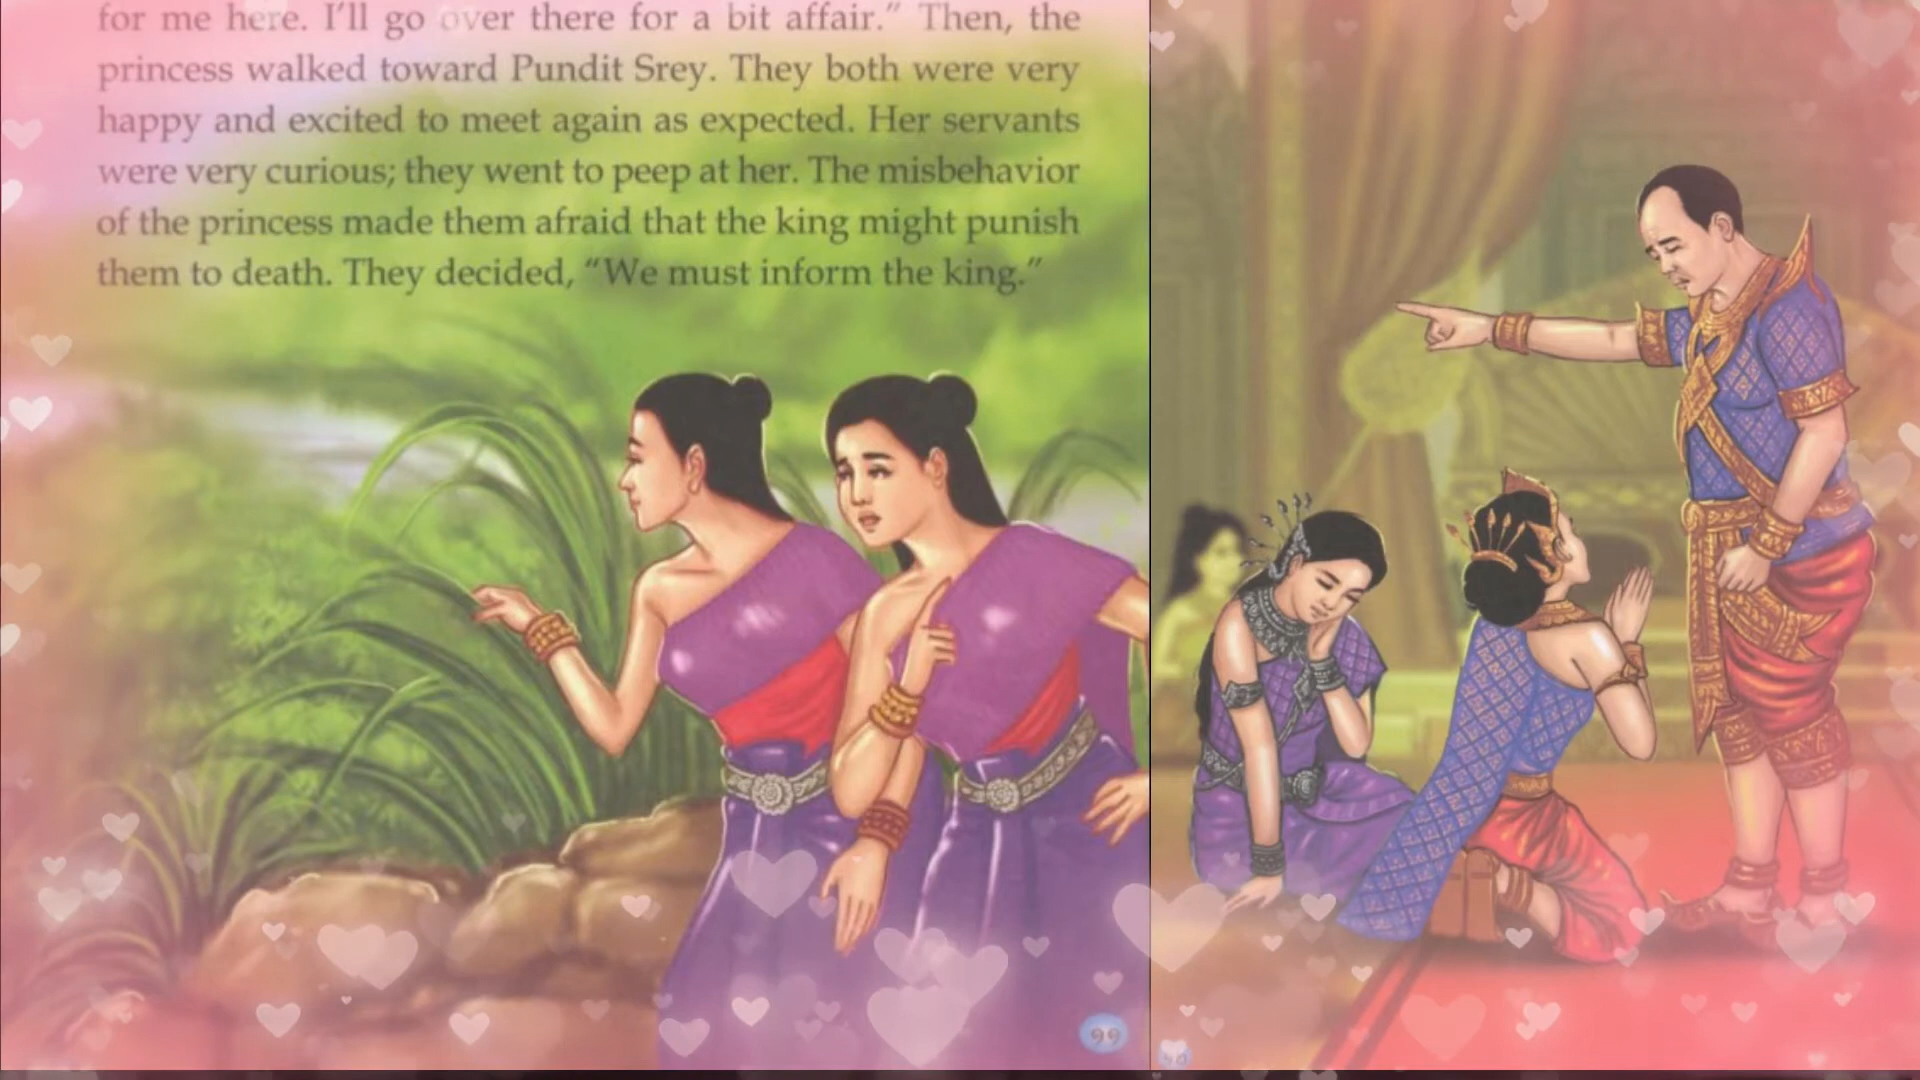 for me here. I’ll go over there for a bit affair.” Then, the
princess walked toward Pundit Srey. They both were very
happy and excited to meet again as expected. Her servants
were very curious; they went to peep at her. The misbehavior
of the princess made them afraid that the king might punish
them to death. They decided, “We must inform the king.”